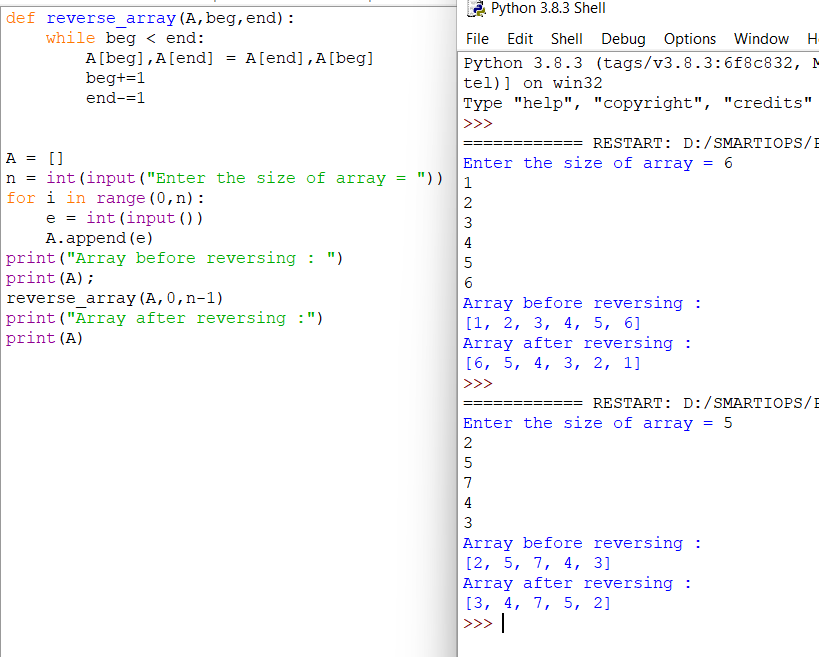 def reverse_array(A,beg,end):
    while beg < end:
        A[beg],A[end] = A[end],A[beg]
        beg+=1
        end-=1
A = []
n = int(input("Enter the size of array = "))
for i in range(0,n):
    e = int(input())
    A.append(e)
print("Array before reversing : ")
print(A);
reverse_array(A,0,n-1)
print("Array after reversing :")
print(A)
Python 3.8.3 Shell
File Edit Shell Debug Options Window
Python 3.8.3 (tags/v3.8.3:6f8c832,
tel)] on win32
Type "help", "copyright", "credits"
>>>
============ RESTART: D:/SMARTIOPS/
Enter the size of array = 6
1
2
3
4
5
6
Array before reversing :
[1, 2, 3, 4, 5, 6]
Array after reversing :
[6, 5, 4, 3, 2, 1]
>>>
============ RESTART: D:/SMARTIOPS/
Enter the size of array = 5
2
5
7
4
3
Array before reversing :
[2, 5, 7, 4, 3]
Array after reversing :
[3, 4, 7, 5, 2]
>>>